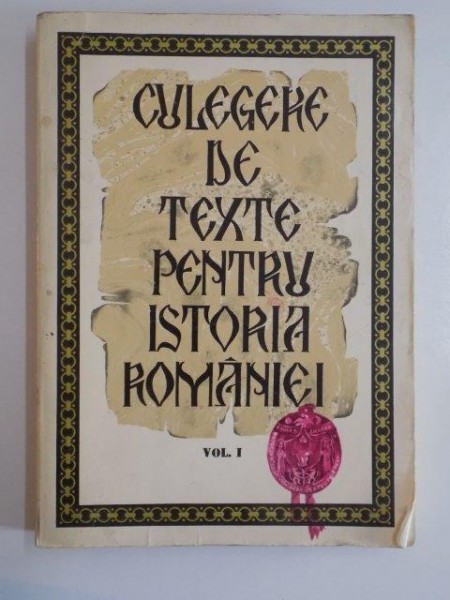 CULEGERE
DE
TEXTE
PENTRU
ISTORIA
ROMÂNIEI
VOL. I